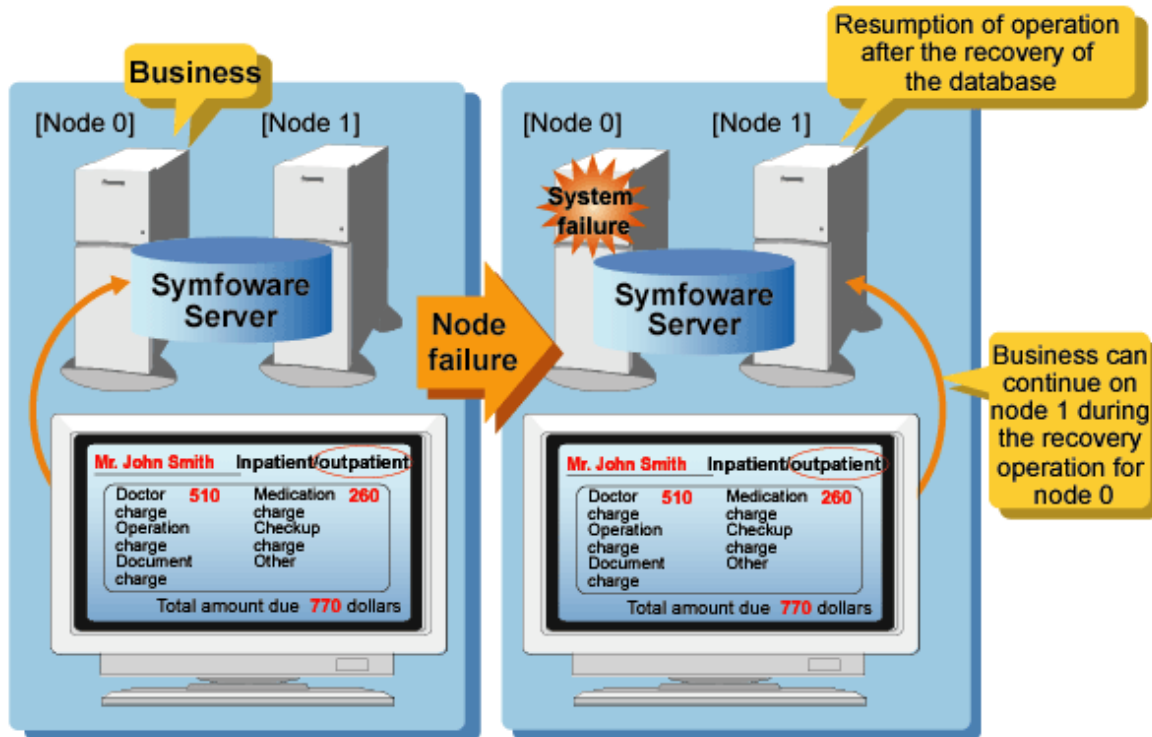 Business
[Node 0]
[Node 1]
Symfoware
Server
Mr. John Smith Inpatient/outpatient
Doctor 510 Medication 260
charge charge
Operation Checkup
charge charge
Document Other
charge
Total amount due 770 dollars
Node
failure
Resumption of operation
after the recovery of
the database
[Node 0]
[Node 1]
System
failure
Symfoware
Server
Business can
continue on
node 1 during
the recovery
operation for
node 0
Mr. John Smith Inpatient/outpatient
Doctor 510 Medication 260
charge charge
Operation Checkup
charge charge
Document Other
charge
Total amount due 770 dollars